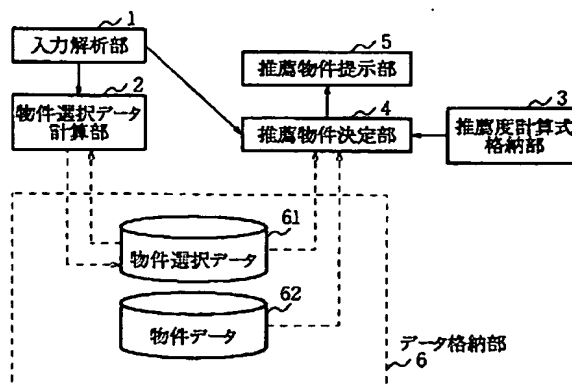 1
入力解析部
2
物件選択データ
計算部
5
推薦物件提示部
4
推薦物件決定部
3
推薦度計算式
格納部
61
物件選択データ
62
物件データ
データ格納部
6